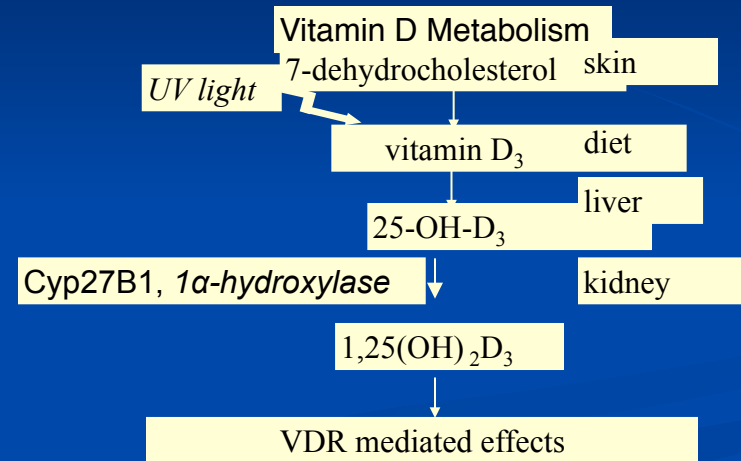 Vitamin D Metabolism
7-dehydrocholesterol skin
UV light
vitamin D₃ diet
liver
25-OH-D₃
Cyp27B1, 1α-hydroxylase kidney
1,25(OH) ₂D₃
VDR mediated effects